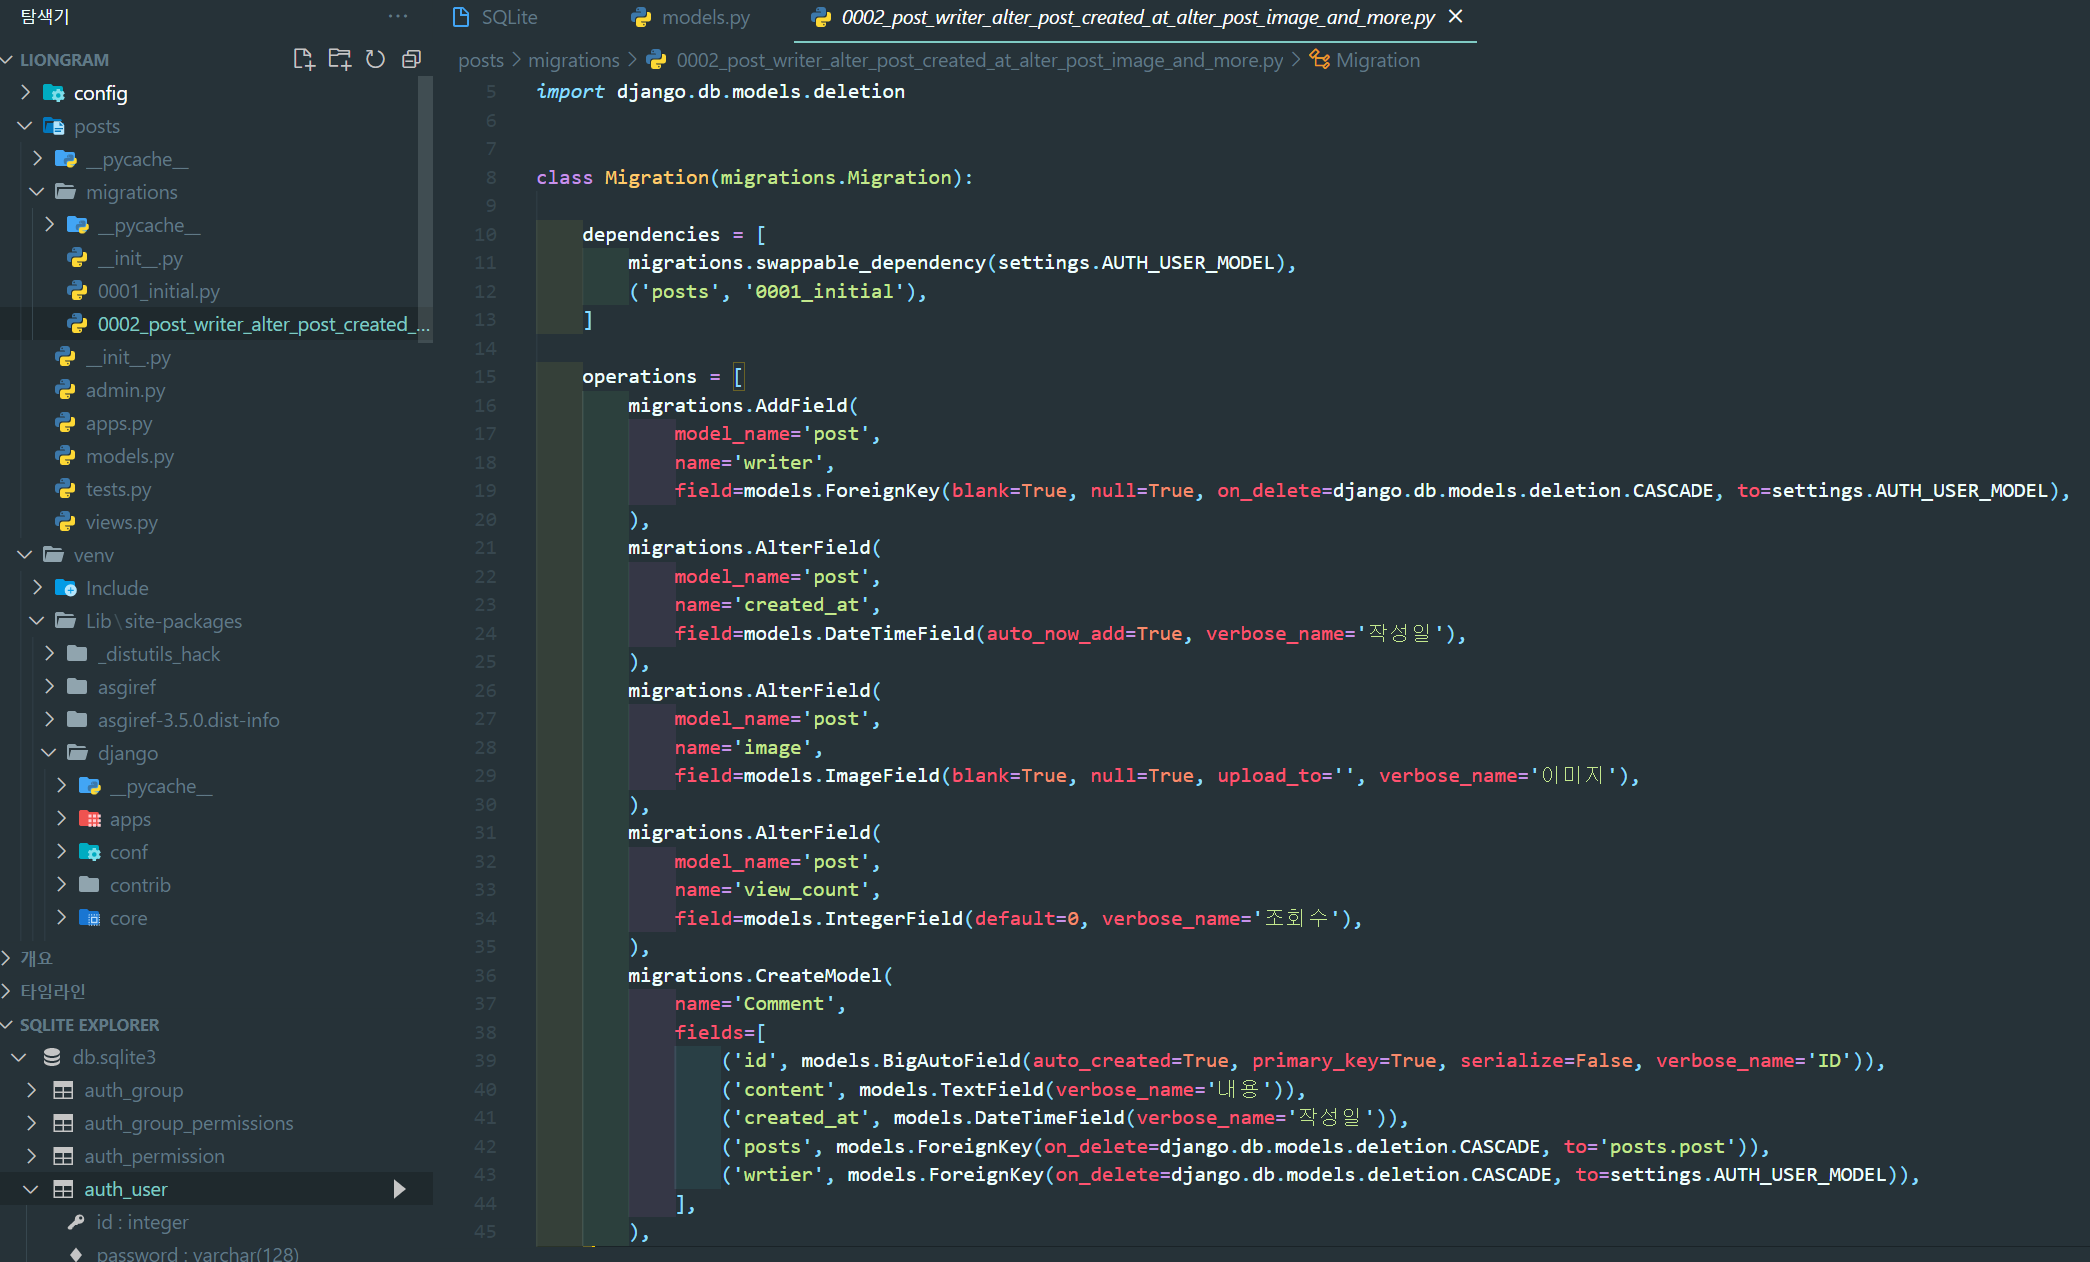 탐색기
SQLite
models.py
0002_post_writer_alter_post_created_at_alter_post_image_and_more.py
LIONGRAM
posts > migrations > 0002_post_writer_alter_post_created_at_alter_post_image_and_more.py > Migration
config
posts
__pycache__
migrations
__pycache__
__init__.py
0001_initial.py
0002_post_writer_alter_post_created_...
__init__.py
admin.py
apps.py
models.py
tests.py
views.py
venv
Include
Lib\site-packages
_distutils_hack
asgiref
asgiref-3.5.0.dist-info
django
__pycache__
apps
conf
contrib
core
개요
타임라인
SQLITE EXPLORER
db.sqlite3
auth_group
auth_group_permissions
auth_permission
auth_user
id : integer
password : varchar(128)
5 import django.db.models.deletion
6
7
8 class Migration(migrations.Migration):
9
10     dependencies = [
11         migrations.swappable_dependency(settings.AUTH_USER_MODEL),
12         ('posts', '0001_initial'),
13     ]
14
15     operations = [
16         migrations.AddField(
17             model_name='post',
18             name='writer',
19             field=models.ForeignKey(blank=True, null=True, on_delete=django.db.models.deletion.CASCADE, to=settings.AUTH_USER_MODEL),
20         ),
21         migrations.AlterField(
22             model_name='post',
23             name='created_at',
24             field=models.DateTimeField(auto_now_add=True, verbose_name='작성일'),
25         ),
26         migrations.AlterField(
27             model_name='post',
28             name='image',
29             field=models.ImageField(blank=True, null=True, upload_to='', verbose_name='이미지'),
30         ),
31         migrations.AlterField(
32             model_name='post',
33             name='view_count',
34             field=models.IntegerField(default=0, verbose_name='조회수'),
35         ),
36         migrations.CreateModel(
37             name='Comment',
38             fields=[
39                 ('id', models.BigAutoField(auto_created=True, primary_key=True, serialize=False, verbose_name='ID')),
40                 ('content', models.TextField(verbose_name='내용')),
41                 ('created_at', models.DateTimeField(verbose_name='작성일')),
42                 ('posts', models.ForeignKey(on_delete=django.db.models.deletion.CASCADE, to='posts.post')),
43                 ('wrtier', models.ForeignKey(on_delete=django.db.models.deletion.CASCADE, to=settings.AUTH_USER_MODEL)),
44             ],
45         ),